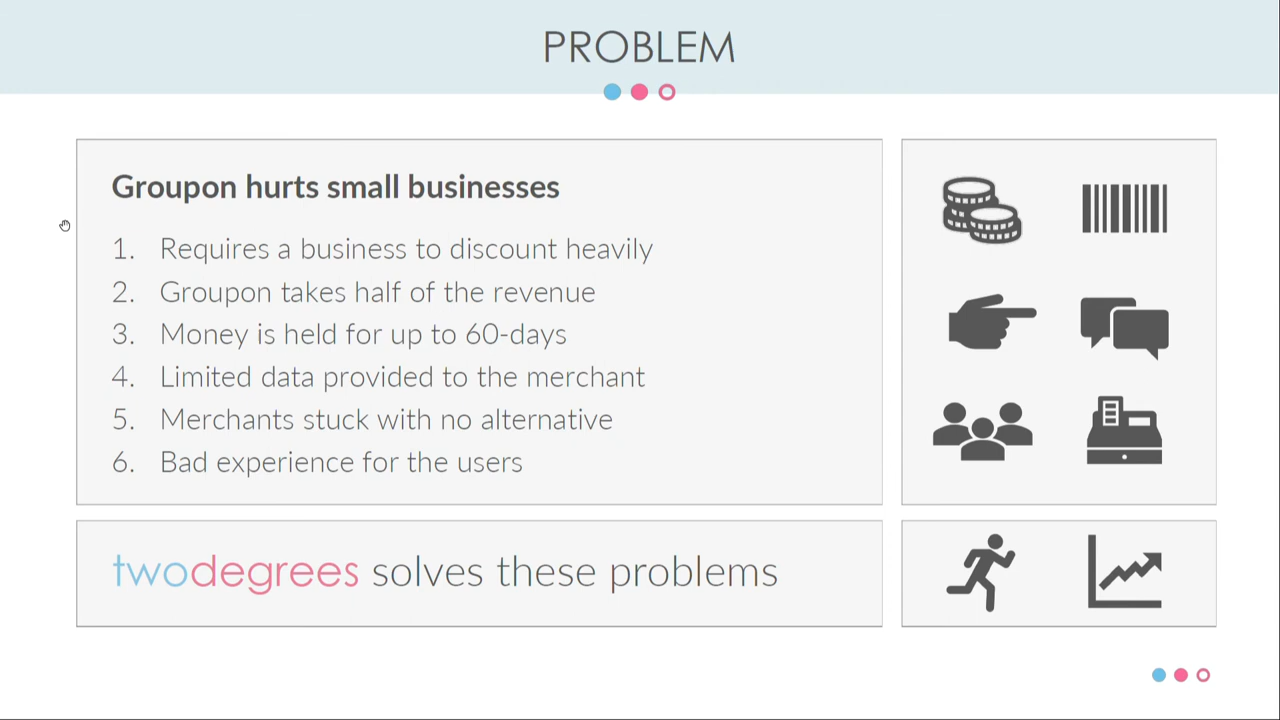 PROBLEM
Groupon hurts small businesses
1. Requires a business to discount heavily
2. Groupon takes half of the revenue
3. Money is held for up to 60-days
4. Limited data provided to the merchant
5. Merchants stuck with no alternative
6. Bad experience for the users
twodegrees solves these problems